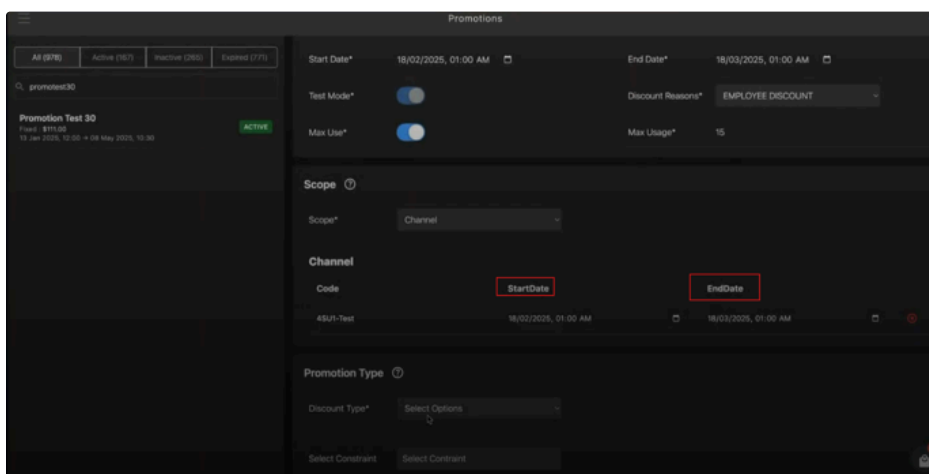 Promotions
All (978) Active (167) Inactive (265) Expired (771)
promotest30
Promotion Test 30
Fixed : $111.00
13 Jan 2025, 12:00 → 08 May 2025, 10:30
ACTIVE
Start Date* 18/02/2025, 01:00 AM End Date* 18/03/2025, 01:00 AM
Test Mode* Discount Reasons* EMPLOYEE DISCOUNT
Max Use* Max Usage* 15
Scope
Scope* Channel
Channel
Code StartDate EndDate
4SU1-Test 18/02/2025, 01:00 AM 18/03/2025, 01:00 AM
Promotion Type
Discount Type* Select Options
Select Constraint Select Contraint